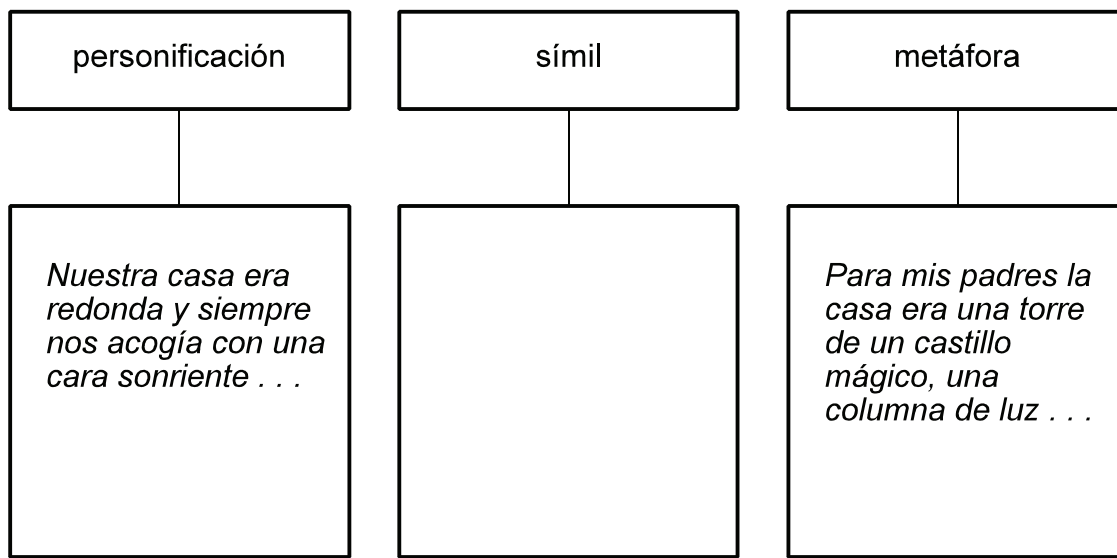 personificación
símil
metáfora
Nuestra casa era
redonda y siempre
nos acogía con una
cara sonriente . . .
Para mis padres la
casa era una torre
de un castillo
mágico, una
columna de luz . . .